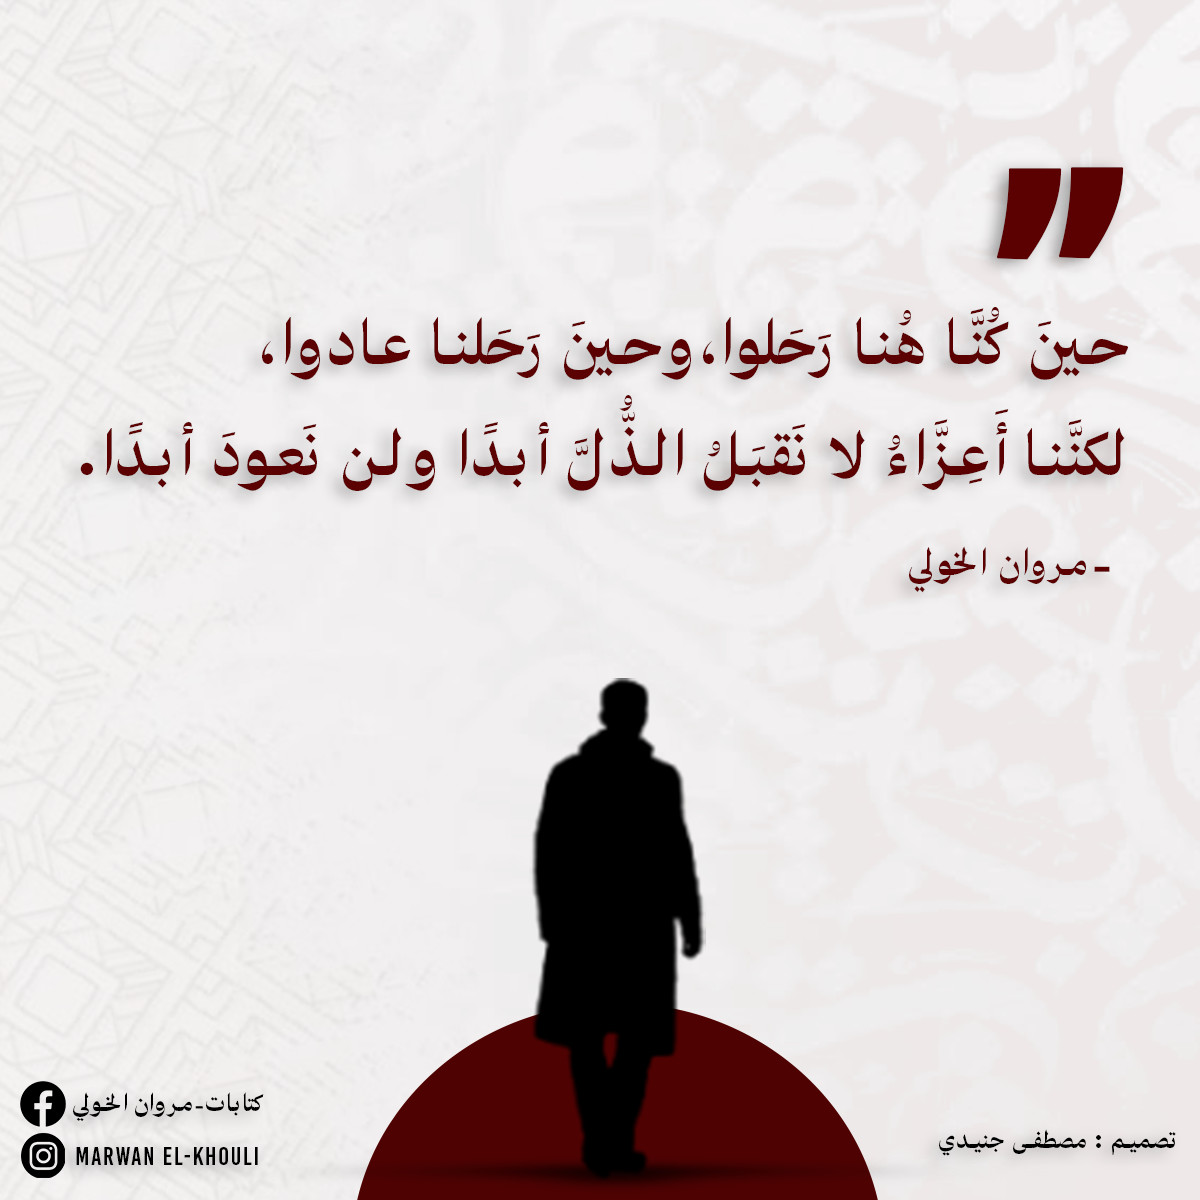 حينَ كُنَّا هُنا رَحَلوا،وحينَ رَحَلنا عادوا،
لكنَّنا أَعِزَّاءُ لا نَقبَلُ الذُّلَّ أبدًا ولن نَعودَ أبدًا.
- مروان الخولي
كتابات-مروان الخولي
MARWAN EL-KHOULI
تصميم : مصطفى جنيدي